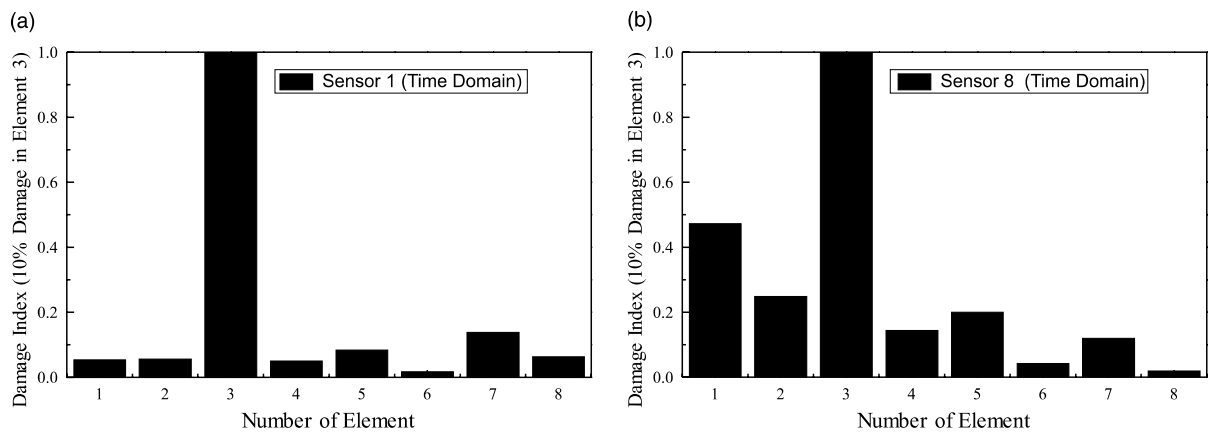 (a)
Damage Index (10% Damage in Element 3)
1.0
0.8
0.6
0.4
0.2
0.0
Sensor 1 (Time Domain)
1 2 3 4 5 6 7 8
Number of Element
(b)
Damage Index (10% Damage in Element 3)
1.0
0.8
0.6
0.4
0.2
0.0
Sensor 8 (Time Domain)
1 2 3 4 5 6 7 8
Number of Element